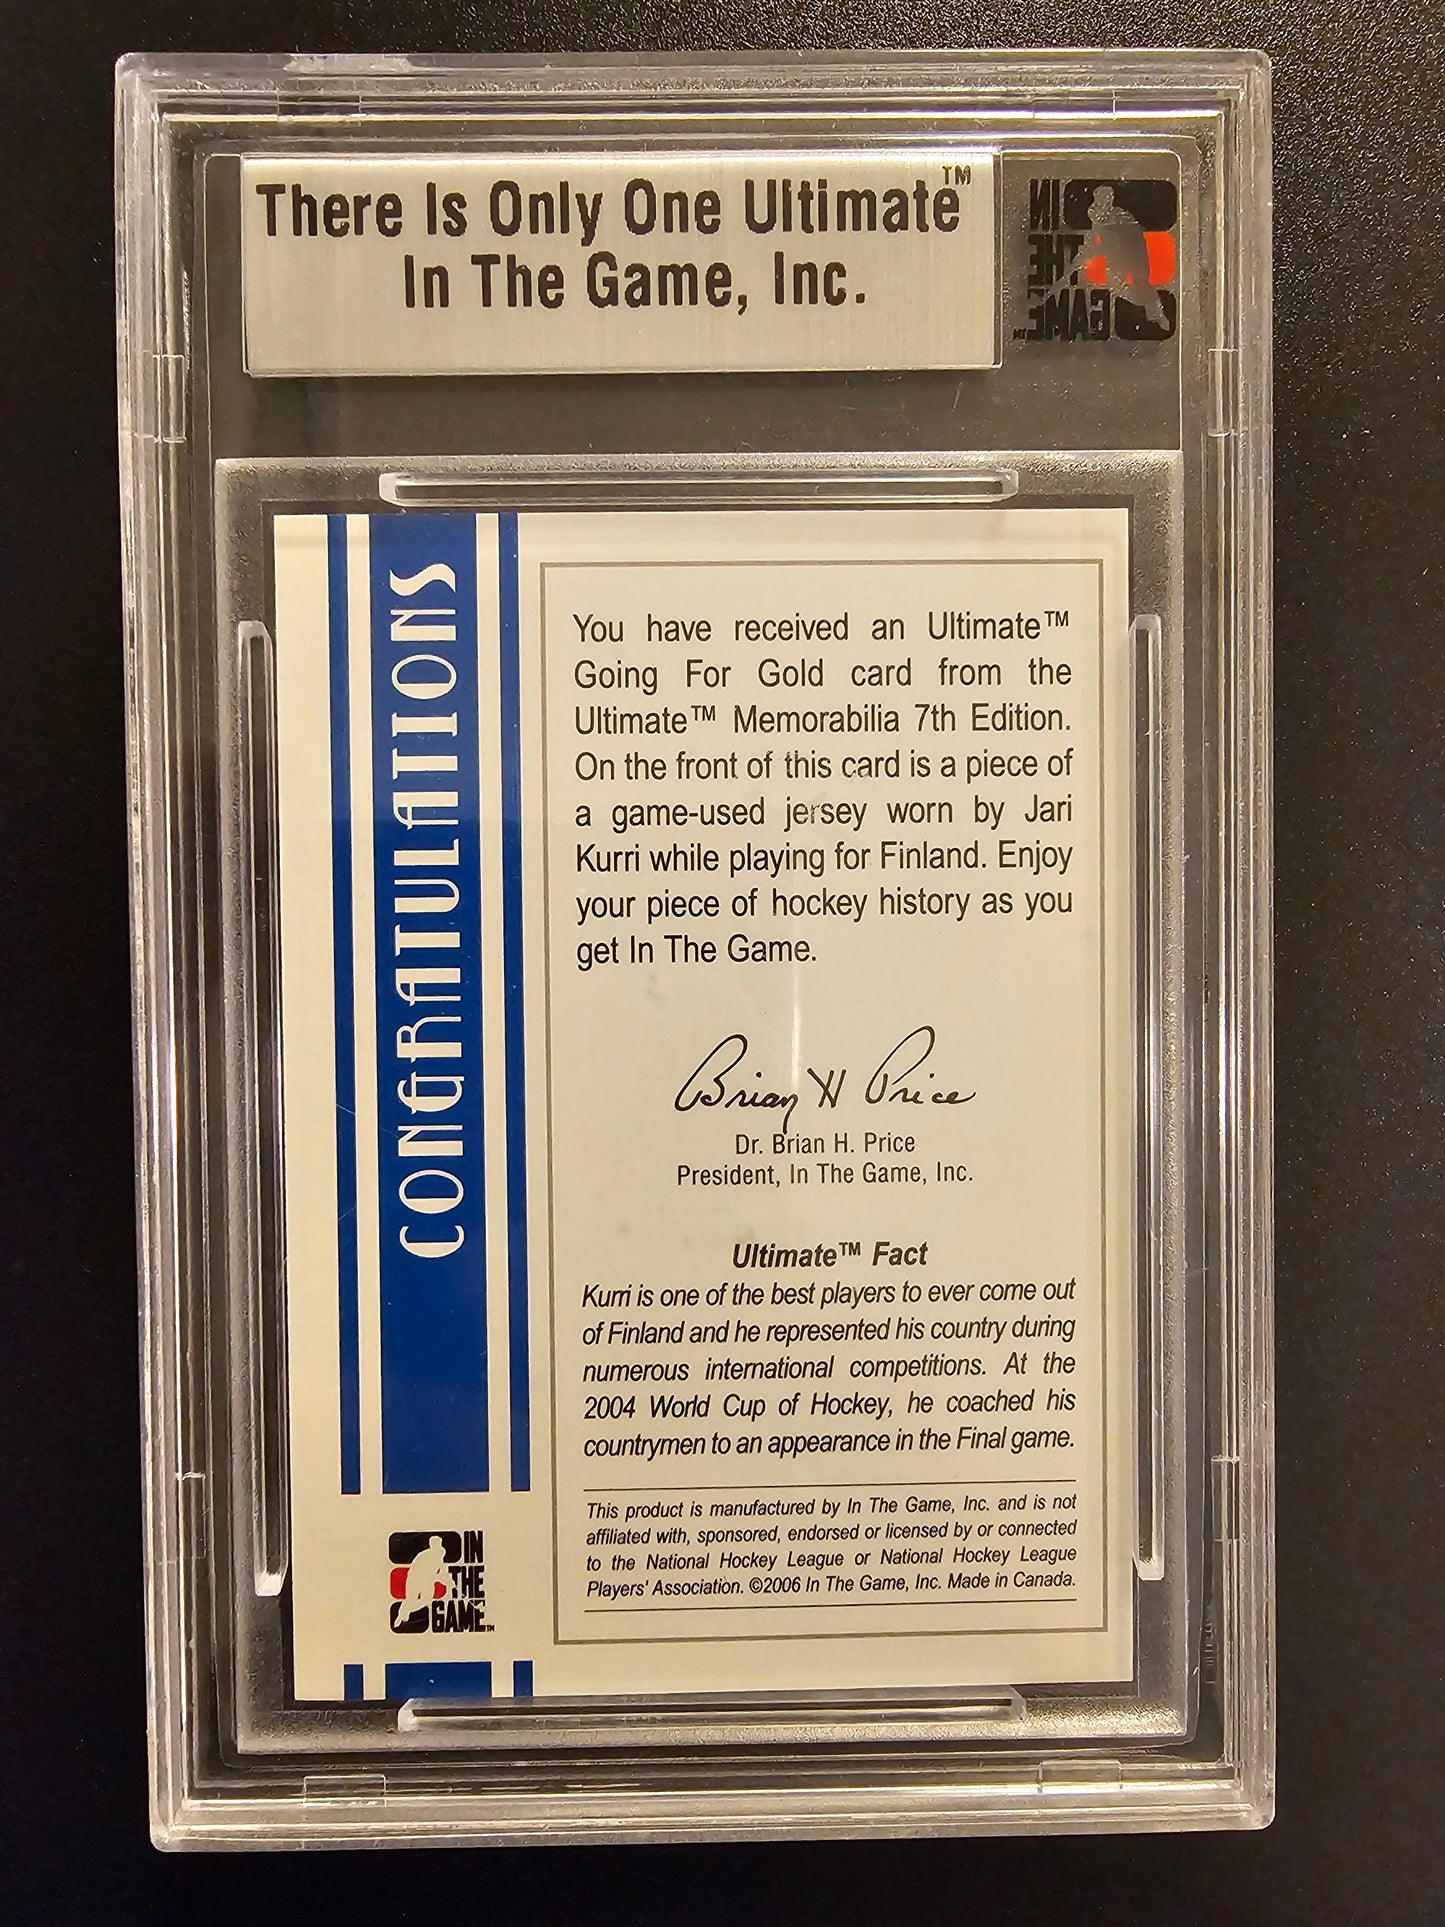 There Is Only One Ultimate™
In The Game, Inc.
IN
THE
GAME™
CONGRATULATIONS
You have received an Ultimate™
Going For Gold card from the
Ultimate™ Memorabilia 7th Edition.
On the front of this card is a piece of
a game-used jersey worn by Jari
Kurri while playing for Finland. Enjoy
your piece of hockey history as you
get In The Game.
Brian H Price
Dr. Brian H. Price
President, In The Game, Inc.
Ultimate™ Fact
Kurri is one of the best players to ever come out
of Finland and he represented his country during
numerous international competitions. At the
2004 World Cup of Hockey, he coached his
countrymen to an appearance in the Final game.
This product is manufactured by In The Game, Inc. and is not
affiliated with, sponsored, endorsed or licensed by or connected
to the National Hockey League or National Hockey League
Players' Association. ©2006 In The Game, Inc. Made in Canada.
IN
THE
GAME™